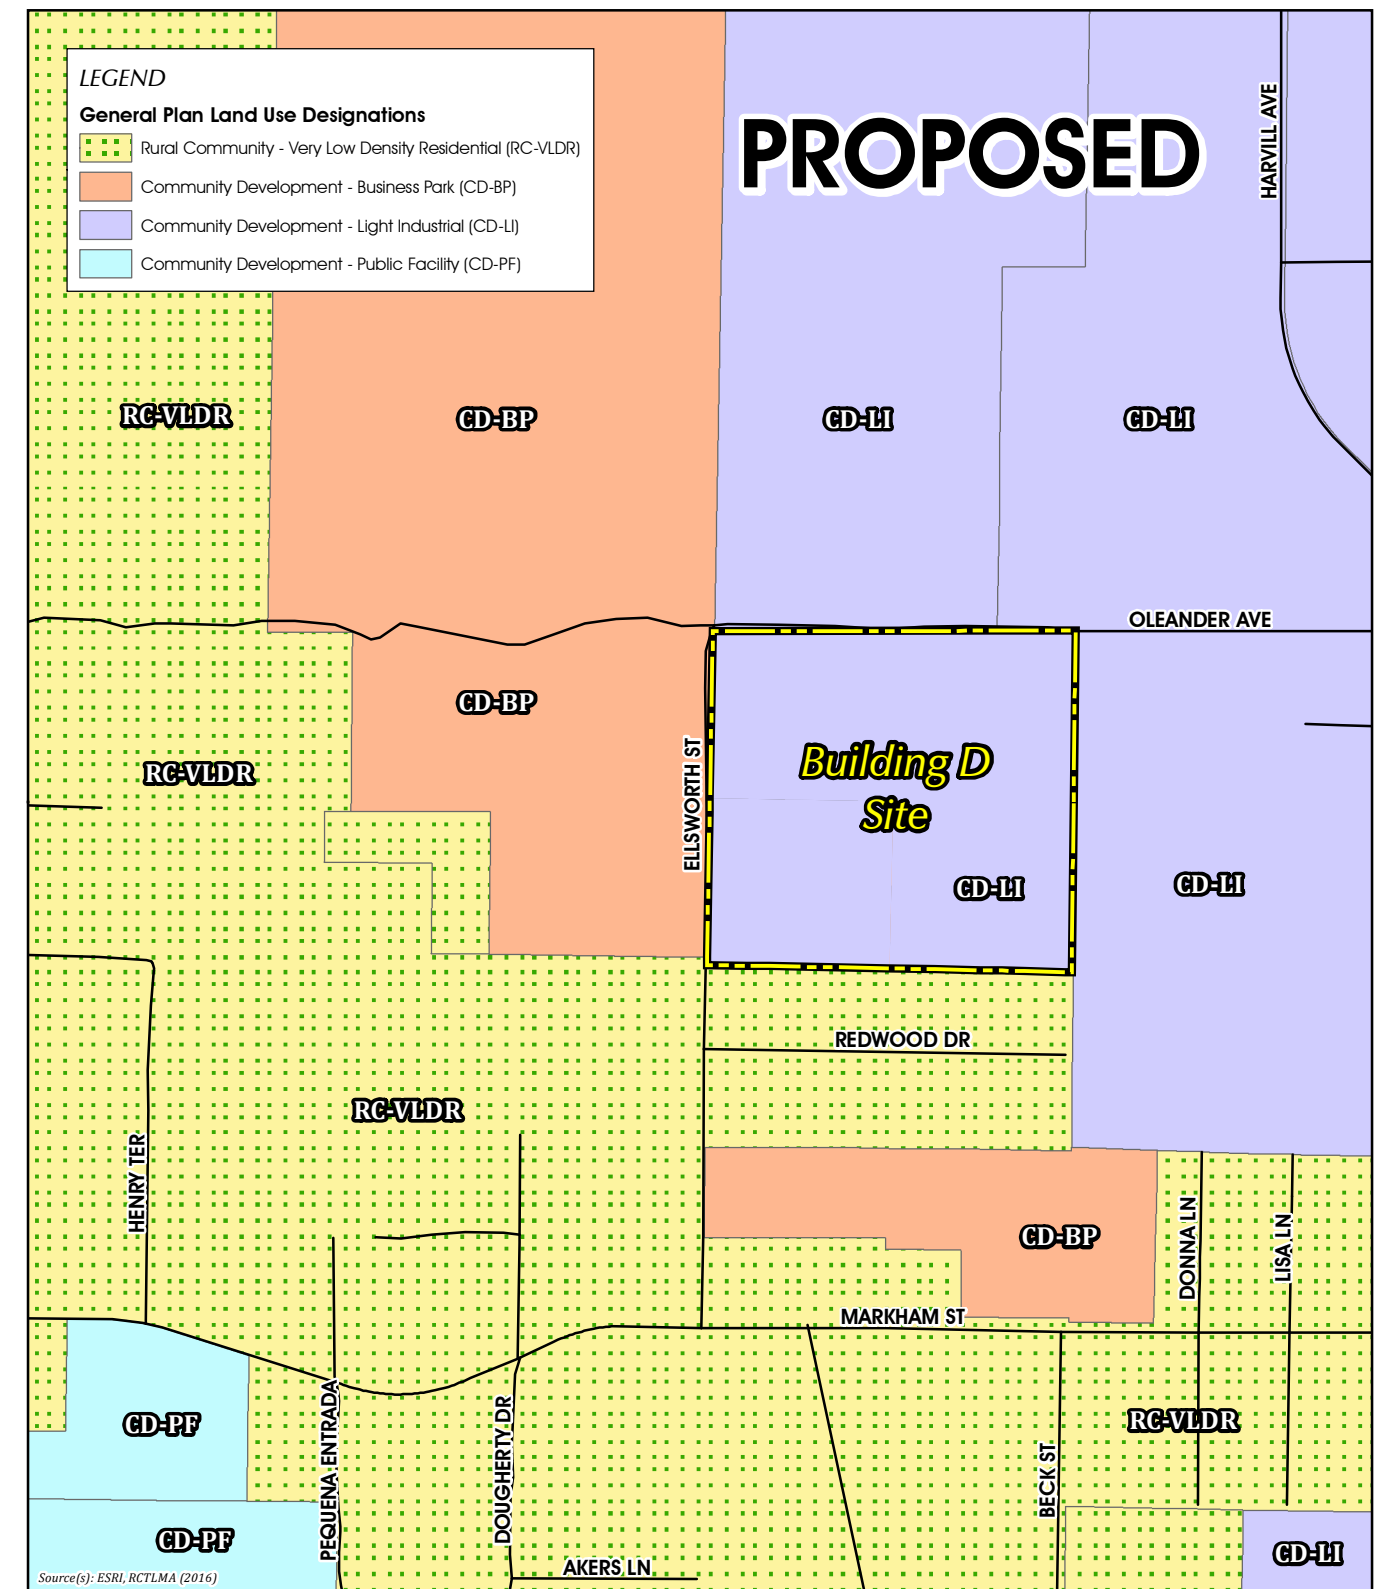 LEGEND
General Plan Land Use Designations
Rural Community - Very Low Density Residential (RC-VLDR)
Community Development - Business Park (CD-BP)
Community Development - Light Industrial (CD-LI)
Community Development - Public Facility (CD-PF)
PROPOSED
HARVILL AVE
RC-VLDR
CD-BP
CD-LI
CD-LI
OLEANDER AVE
CD-BP
RC-VLDR
ELLSWORTH ST
Building D
Site
CD-LI
CD-LI
REDWOOD DR
RC-VLDR
HENRY TER
CD-BP
DONNA LN
LISA LN
MARKHAM ST
CD-PF
PEQUENA ENTRADA
DOUGHERTY DR
BECK ST
RC-VLDR
CD-PF
CD-LI
AKERS LN
Source(s): ESRI, RCTLMA (2016)